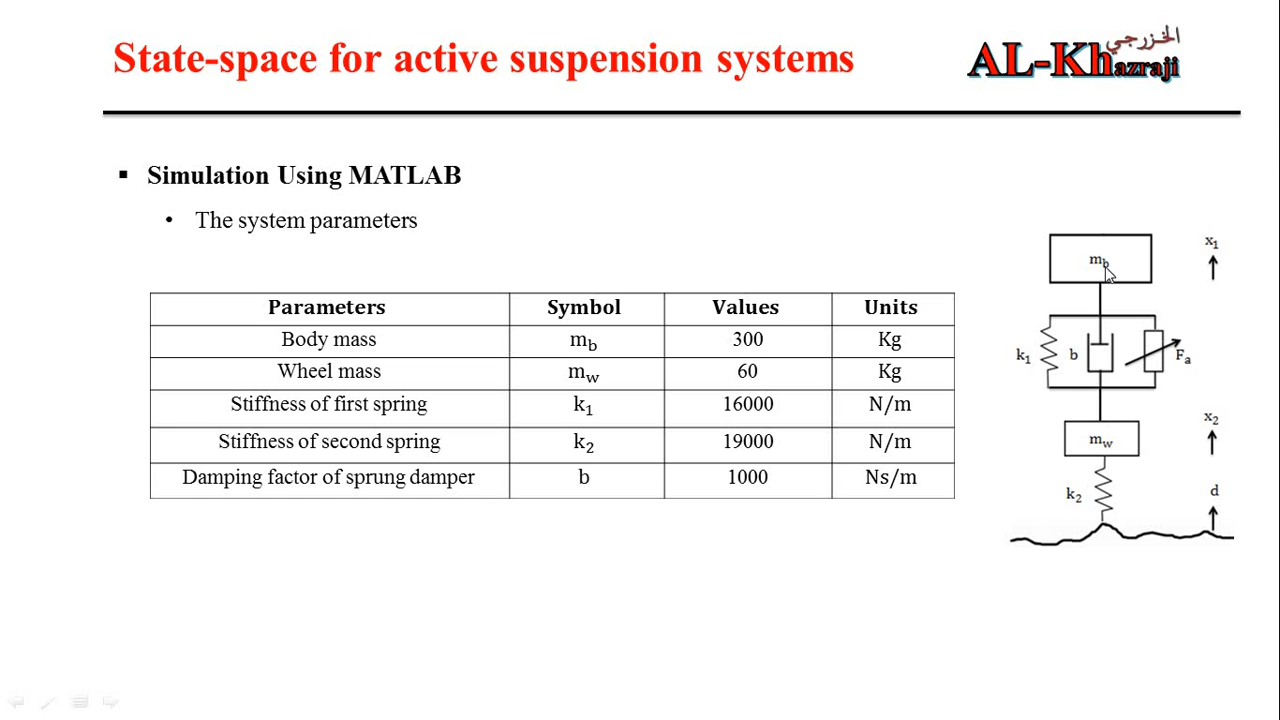 State-space for active suspension systems
الخزرجي
AL-Khazraji
▪ Simulation Using MATLAB
• The system parameters
Parameters Symbol Values Units
Body mass m_b 300 Kg
Wheel mass m_w 60 Kg
Stiffness of first spring k_1 16000 N/m
Stiffness of second spring k_2 19000 N/m
Damping factor of sprung damper b 1000 Ns/m
x_1
m_b
k_1 b F_a
x_2
m_w
k_2 d